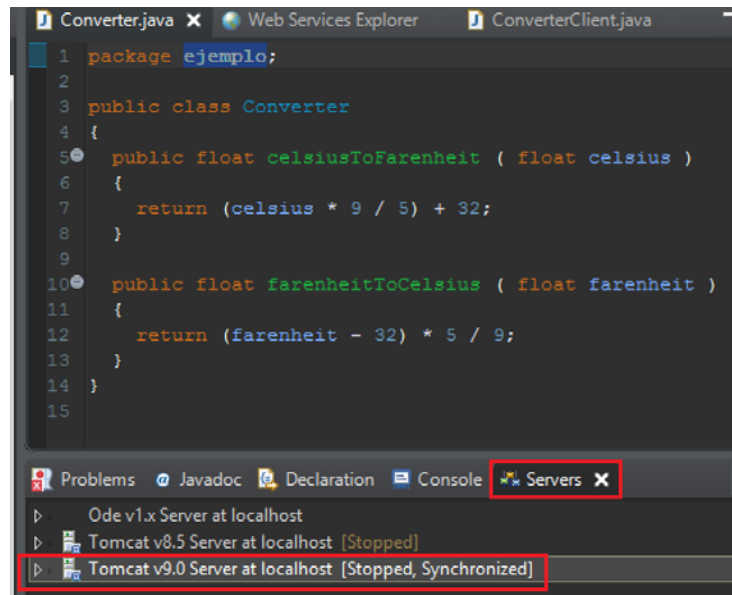 Converter.java Web Services Explorer ConverterClient.java
1 package ejemplo;
2
3 public class Converter
4 {
5 public float celsiusToFarenheit ( float celsius )
6 {
7 return (celsius * 9 / 5) + 32;
8 }
9
10 public float farenheitToCelsius ( float farenheit )
11 {
12 return (farenheit - 32) * 5 / 9;
13 }
14 }
15
Problems @ Javadoc Declaration Console Servers
Ode v1.x Server at localhost
Tomcat v8.5 Server at localhost [Stopped]
Tomcat v9.0 Server at localhost [Stopped, Synchronized]